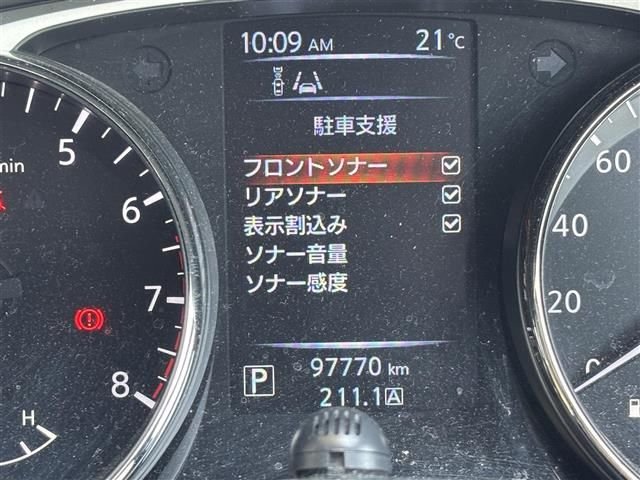 10:09 AM 21℃
駐車支援
フロントソナー
リアソナー
表示割込み
ソナー音量
ソナー感度
P 97770 km
211.1 A
min
5
6
7
8
H
60
40
20
0